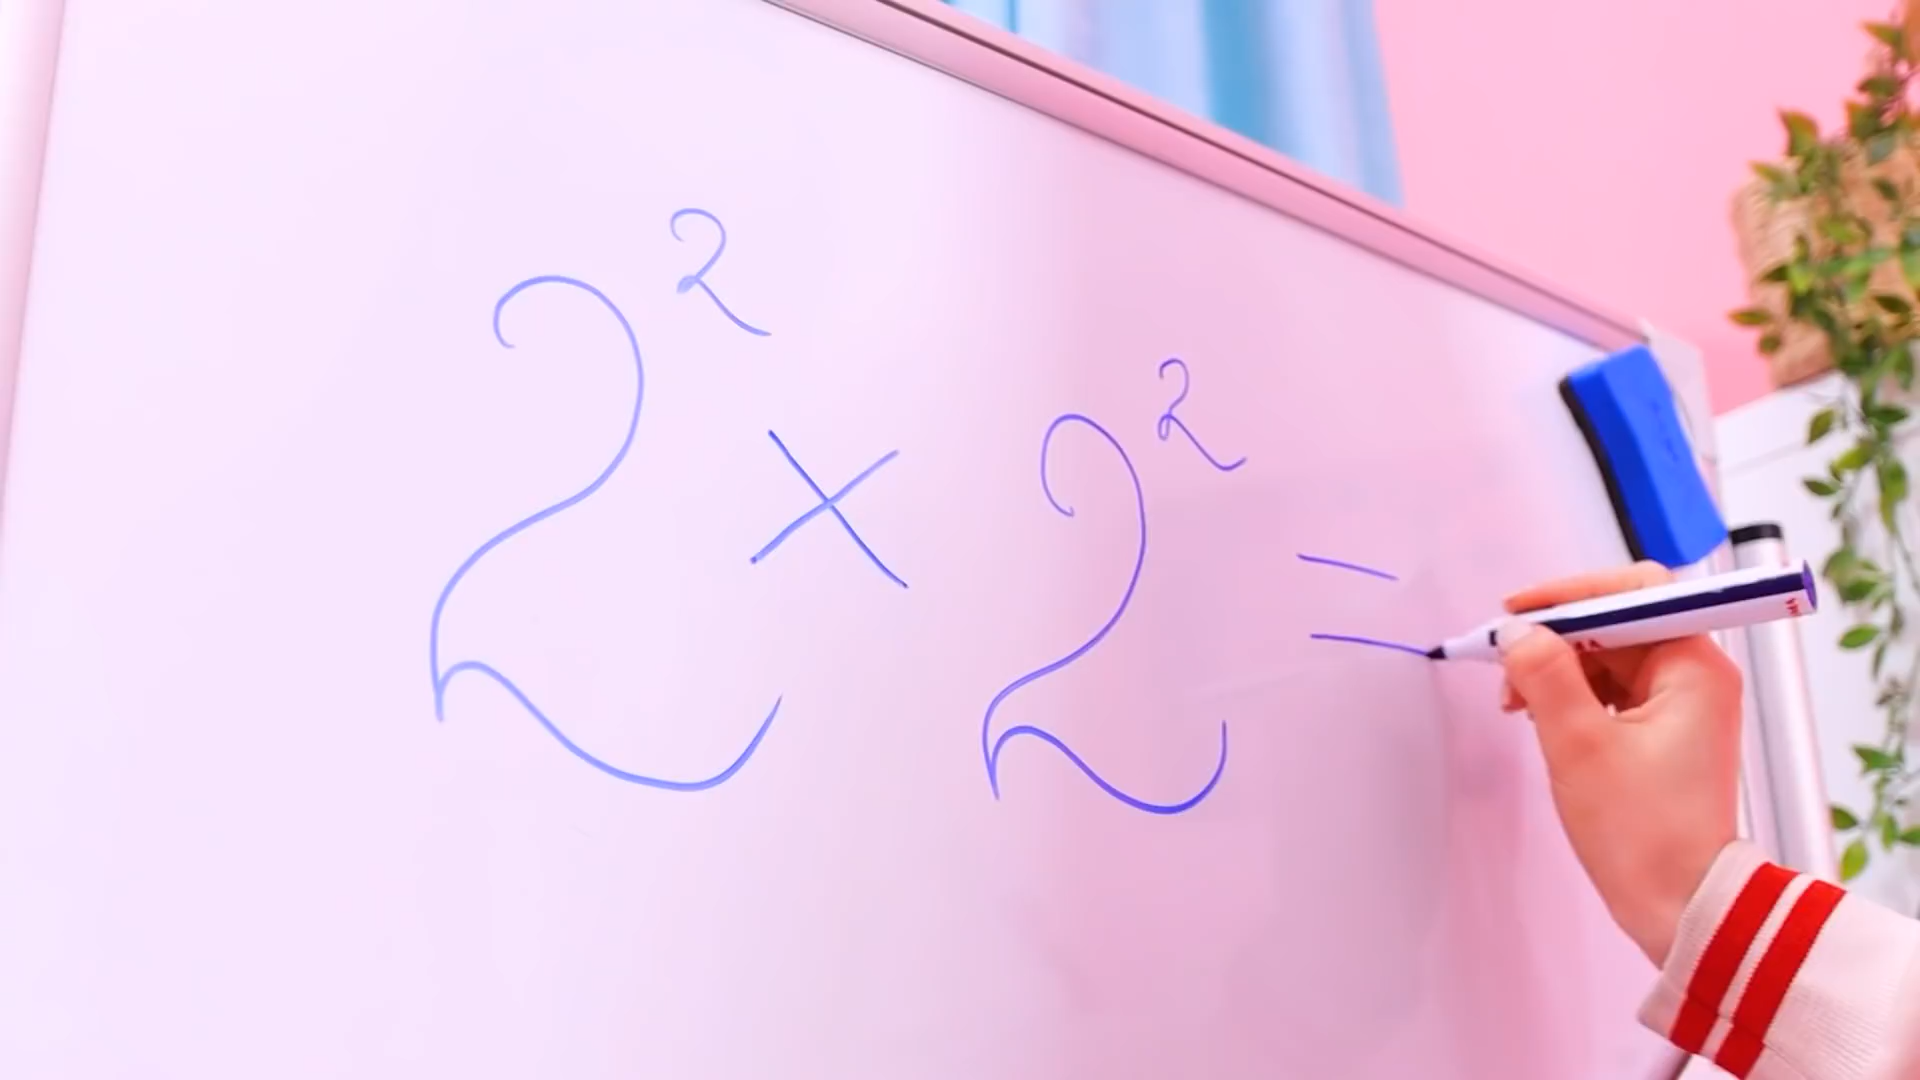 2² × 2² =